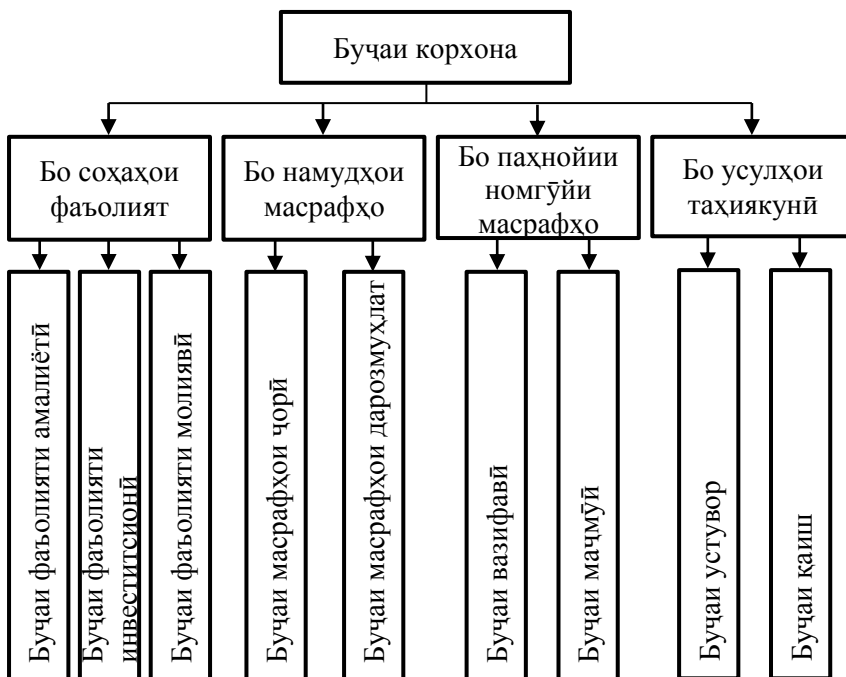 Буҷаи корхона
Бо соҳаҳои
фаъолият
Бо намудҳои
масрафҳо
Бо паҳнойии
номгӯйи
масрафҳо
Бо усулҳои
таҳиякунӣ
Буҷаи фаъолияти амалиётӣ
Буҷаи фаъолияти
инвеститсионӣ
Буҷаи фаъолияти молиявӣ
Буҷаи масрафҳои ҷорӣ
Буҷаи масрафҳои дарозмуҳлат
Буҷаи вазифавӣ
Буҷаи маҷмӯӣ
Буҷаи устувор
Буҷаи қаиш